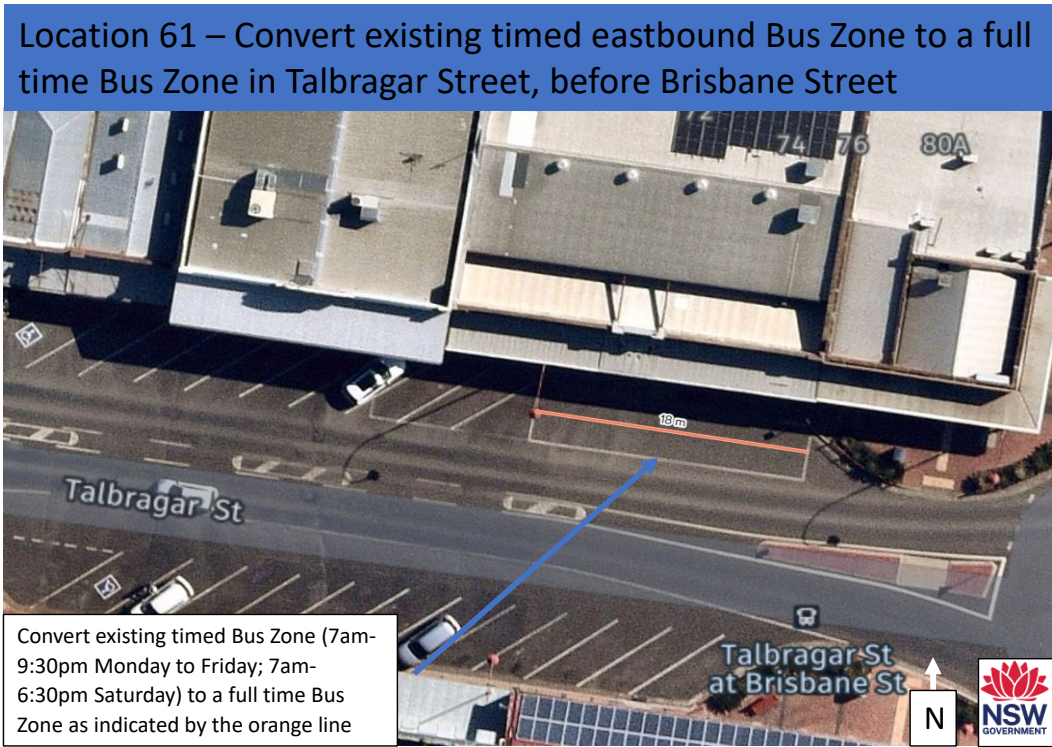 Location 61 – Convert existing timed eastbound Bus Zone to a full
time Bus Zone in Talbragar Street, before Brisbane Street
72
74
76
80A
18 m
Talbragar St
Talbragar St
at Brisbane St
Convert existing timed Bus Zone (7am-
9:30pm Monday to Friday; 7am-
6:30pm Saturday) to a full time Bus
Zone as indicated by the orange line
N
NSW
GOVERNMENT